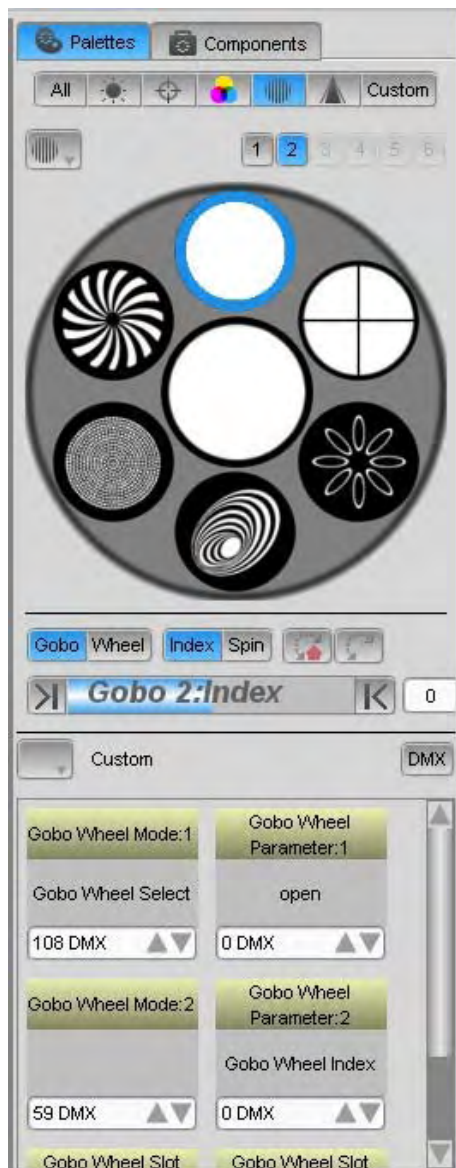 Palettes Components
All Custom
1 2 3 4 5 6
Gobo Wheel Index Spin
Gobo 2:Index 0
Custom DMX
Gobo Wheel Mode:1
Gobo Wheel
Parameter:1
Gobo Wheel Select open
108 DMX 0 DMX
Gobo Wheel Mode:2
Gobo Wheel
Parameter:2
Gobo Wheel Index
59 DMX 0 DMX
Gobo Wheel Slot Gobo Wheel Slot